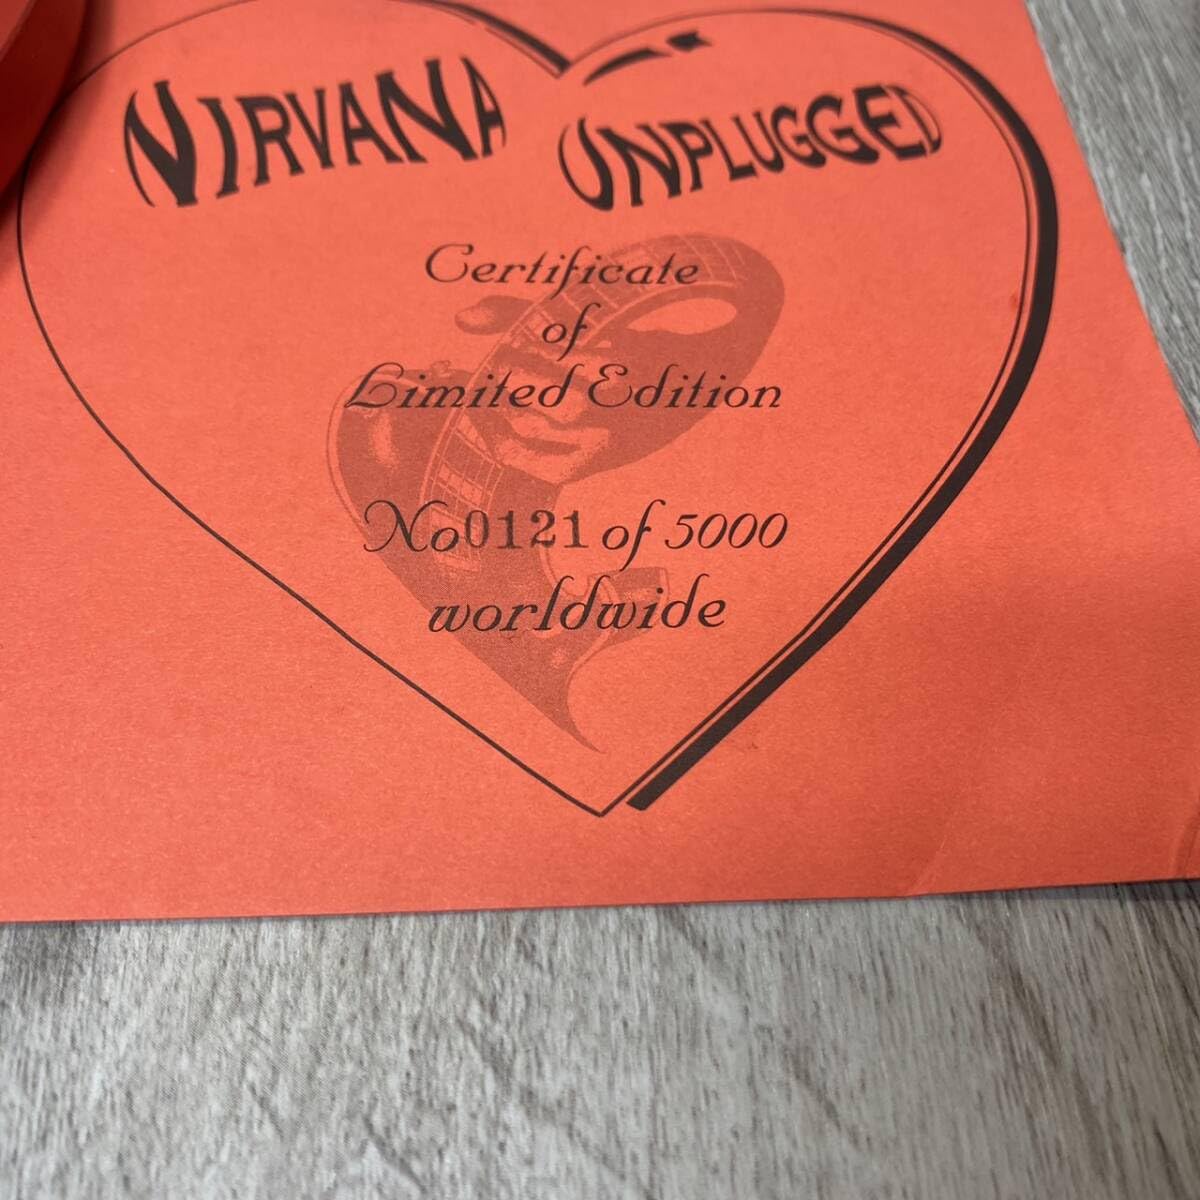 NIRVANA UNPLUGGED
Certificate
of
Limited Edition
No0121 of 5000
worldwide